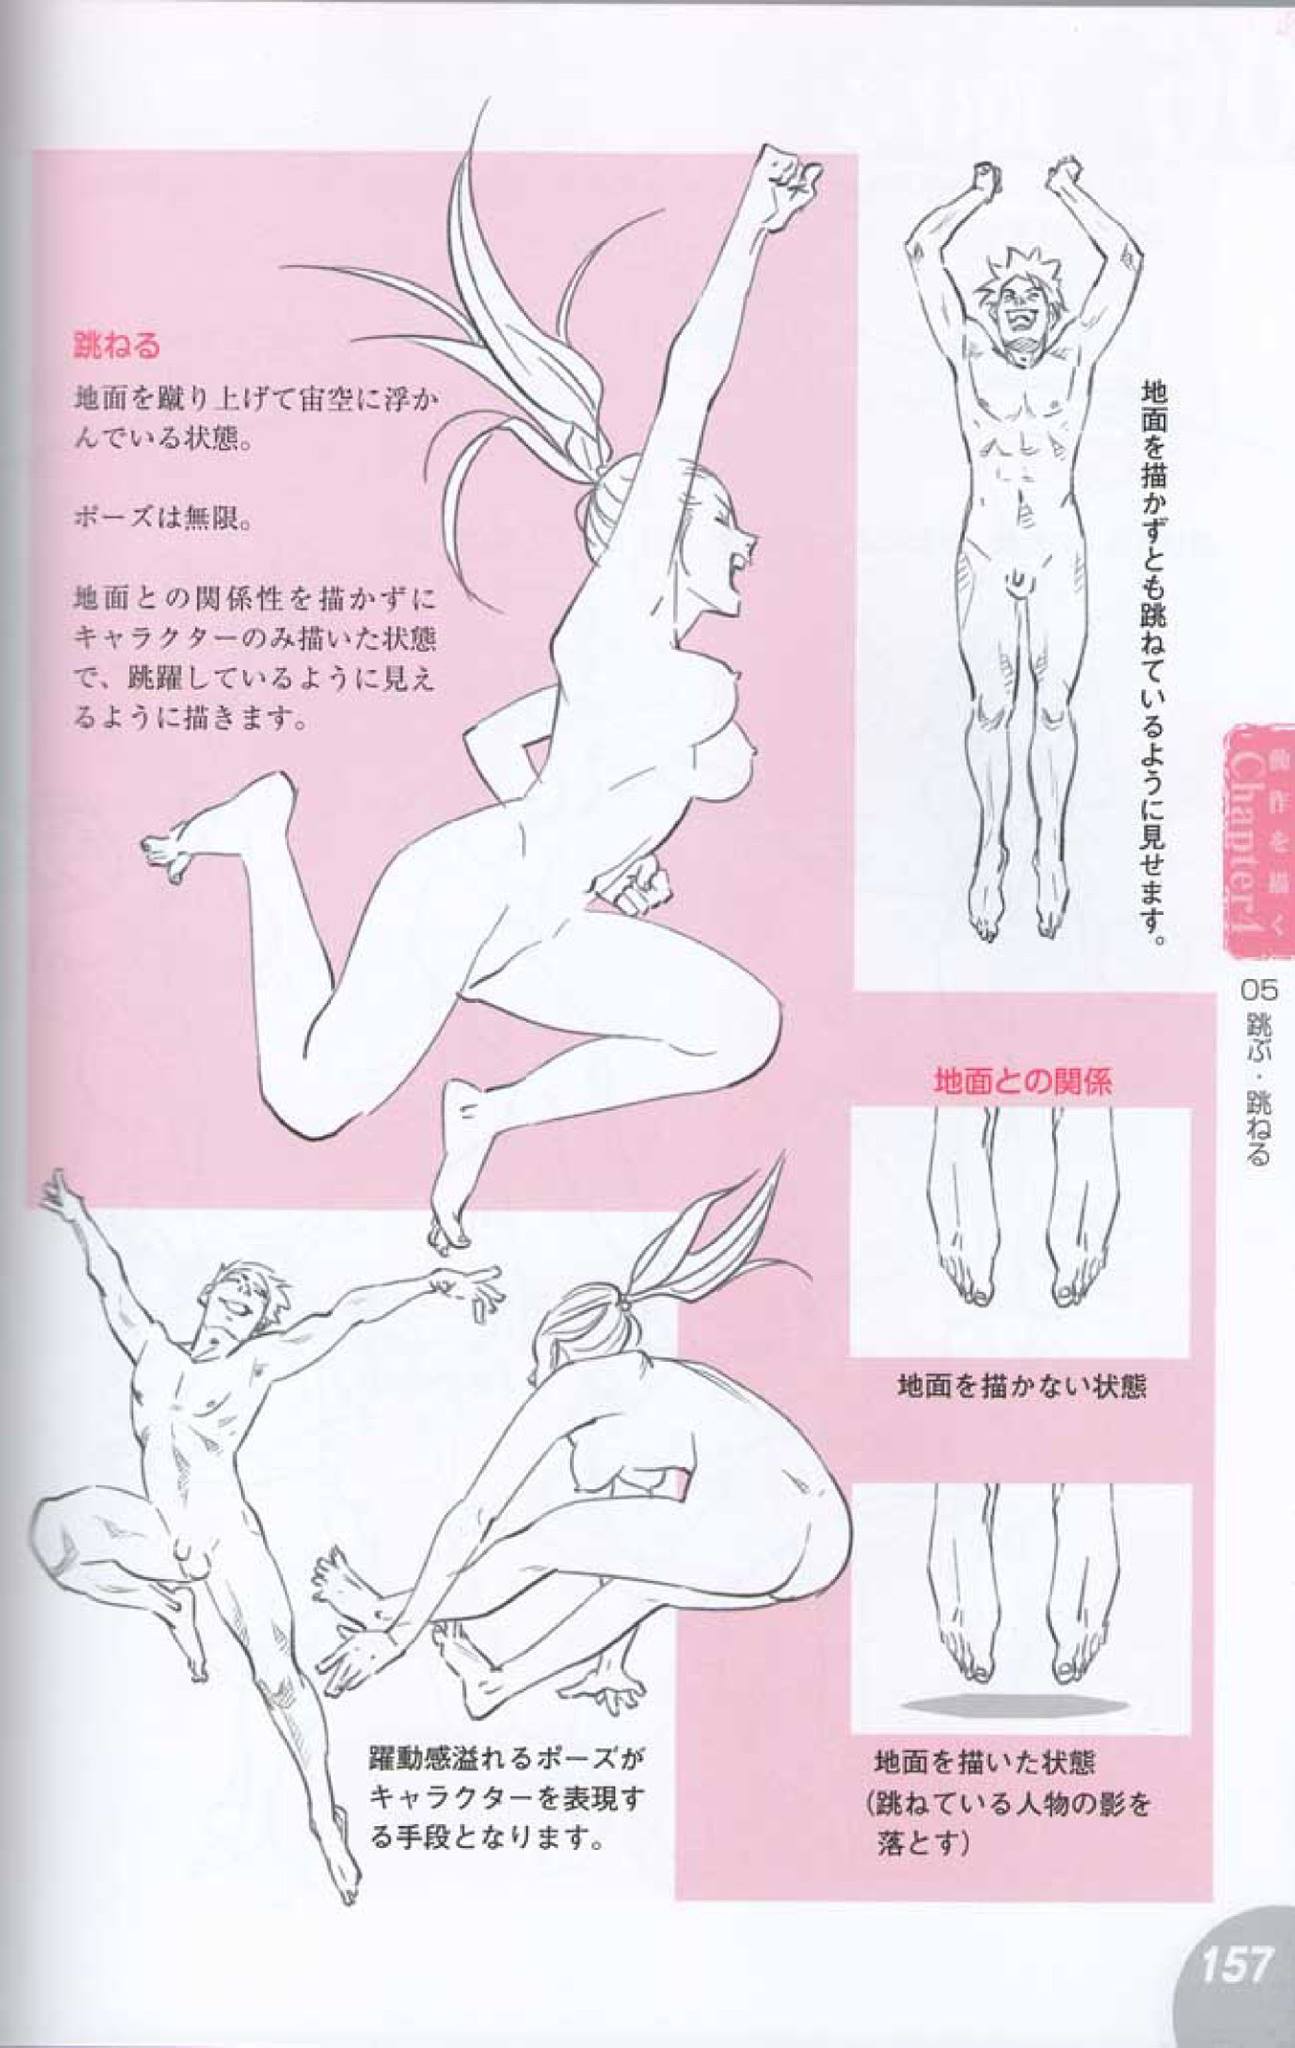 跳ねる
地面を蹴り上げて宙空に浮か
んでいる状態。
ポーズは無限。
地面との関係性を描かずに
キャラクターのみ描いた状態
で、跳躍しているように見え
るように描きます。
地面を描かずとも跳ねているように見せます。
動作を描く
Chapter4
05 跳ぶ・跳ねる
地面との関係
地面を描かない状態
地面を描いた状態
(跳ねている人物の影を
落とす)
躍動感溢れるポーズが
キャラクターを表現す
る手段となります。
157